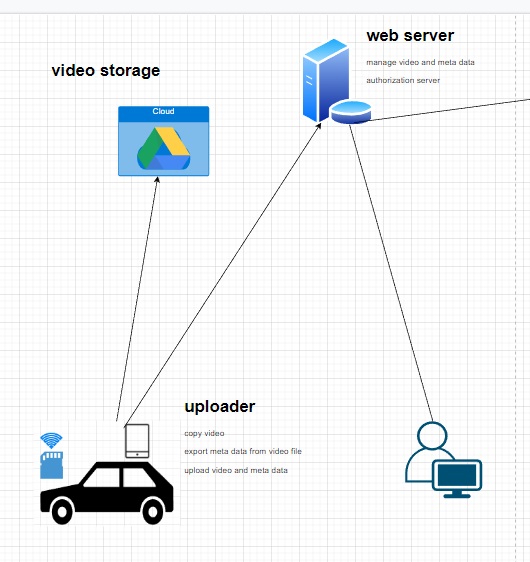 web server
manage video and meta data
authorization server
video storage
Cloud
uploader
copy video
export meta data from video file
upload video and meta data